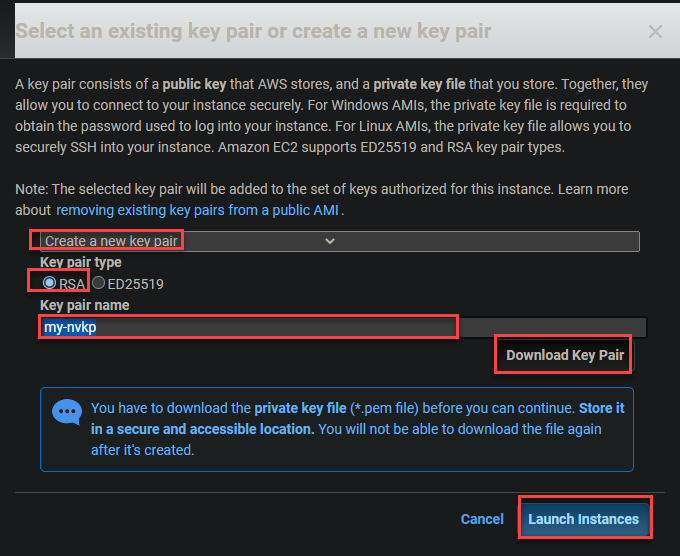 Select an existing key pair or create a new key pair
A key pair consists of a public key that AWS stores, and a private key file that you store. Together, they
allow you to connect to your instance securely. For Windows AMIs, the private key file is required to
obtain the password used to log into your instance. For Linux AMIs, the private key file allows you to
securely SSH into your instance. Amazon EC2 supports ED25519 and RSA key pair types.
Note: The selected key pair will be added to the set of keys authorized for this instance. Learn more
about removing existing key pairs from a public AMI.
Create a new key pair
Key pair type
RSA ED25519
Key pair name
my-nvkp
Download Key Pair
You have to download the private key file (*.pem file) before you can continue. Store it
in a secure and accessible location. You will not be able to download the file again
after it's created.
Cancel Launch Instances